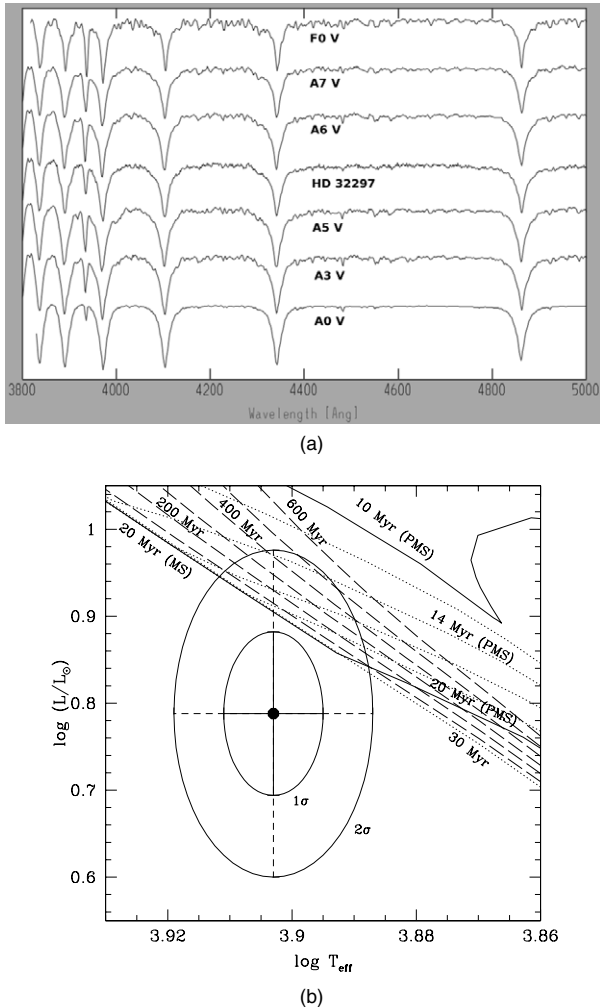 F0 V
A7 V
A6 V
HD 32297
A5 V
A3 V
A0 V
3800 4000 4200 4400 4600 4800 5000
Wavelength [Ang]
(a)
1
0.9
0.8
0.7
0.6
log (L/L⊙)
20 Myr (MS)
200 Myr
400 Myr
600 Myr
10 Myr (PMS)
14 Myr (PMS)
20 Myr (PMS)
30 Myr
1σ
2σ
3.92 3.9 3.88 3.86
log Teff
(b)